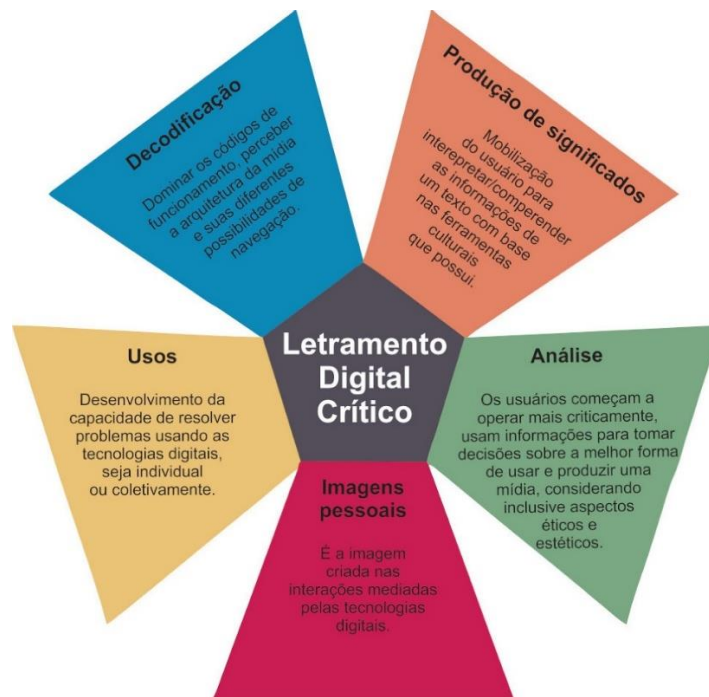 Decodificação
Dominar os códigos de
funcionamento, perceber
a arquitetura da mídia
e suas diferentes
possibilidades de
navegação.
Produção de significados
Mobilização
do usuário para
interepretar/comperender
as informações de
um texto com base
nas ferramentas
culturais
que possui.
Letramento
Digital
Crítico
Usos
Desenvolvimento da
capacidade de resolver
problemas usando as
tecnologias digitais,
seja individual
ou coletivamente.
Análise
Os usuários começam a
operar mais criticamente,
usam informações para tomar
decisões sobre a melhor forma
de usar e produzir uma
mídia, considerando
inclusive aspectos
éticos e
estéticos.
Imagens
pessoais
É a imagem
criada nas
interações mediadas
pelas tecnologias
digitais.